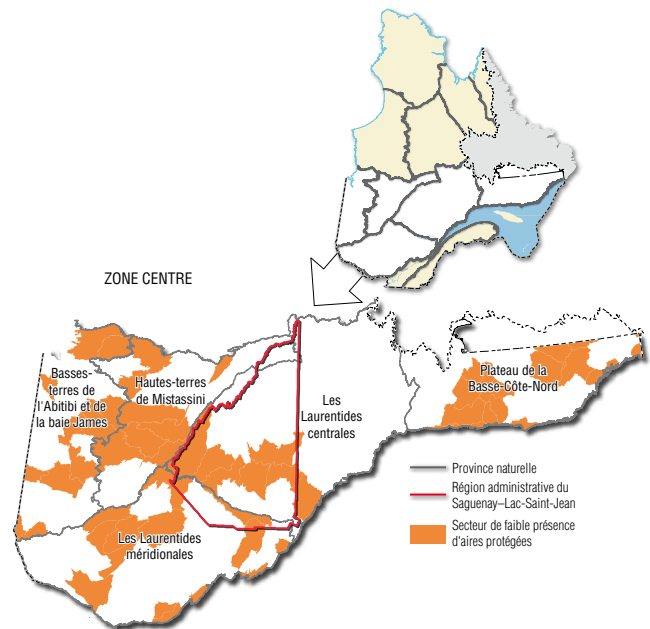 ZONE CENTRE
Basses-
terres de
l'Abitibi et de
la baie James
Hautes-terres
de Mistassini
Les
Laurentides
centrales
Plateau de la
Basse-Côte-Nord
Les Laurentides
méridionales
Province naturelle
Région administrative du
Saguenay–Lac-Saint-Jean
Secteur de faible présence
d'aires protégées